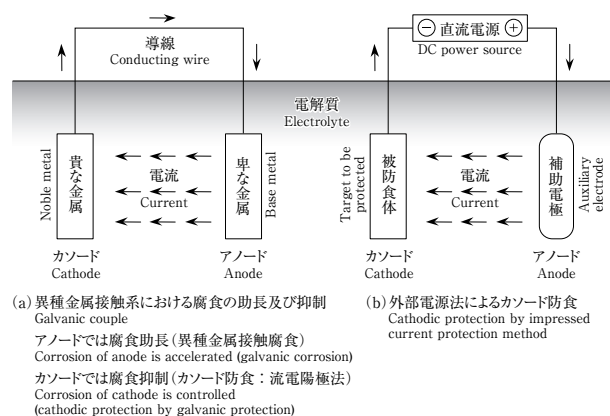 導線
Conducting wire
電解質
Electrolyte
Noble metal
貴な金属
電流
Current
卑な金属
Base metal
カソード
Cathode
アノード
Anode
(a) 異種金属接触系における腐食の助長及び抑制
Galvanic couple
アノードでは腐食助長(異種金属接触腐食)
Corrosion of anode is accelerated (galvanic corrosion)
カソードでは腐食抑制(カソード防食:流電陽極法)
Corrosion of cathode is controlled
(cathodic protection by galvanic protection)
− 直流電源 +
DC power source
Target to be
protected
被防食体
電流
Current
補助電極
Auxiliary
electrode
カソード
Cathode
アノード
Anode
(b) 外部電源法によるカソード防食
Cathodic protection by impressed
current protection method